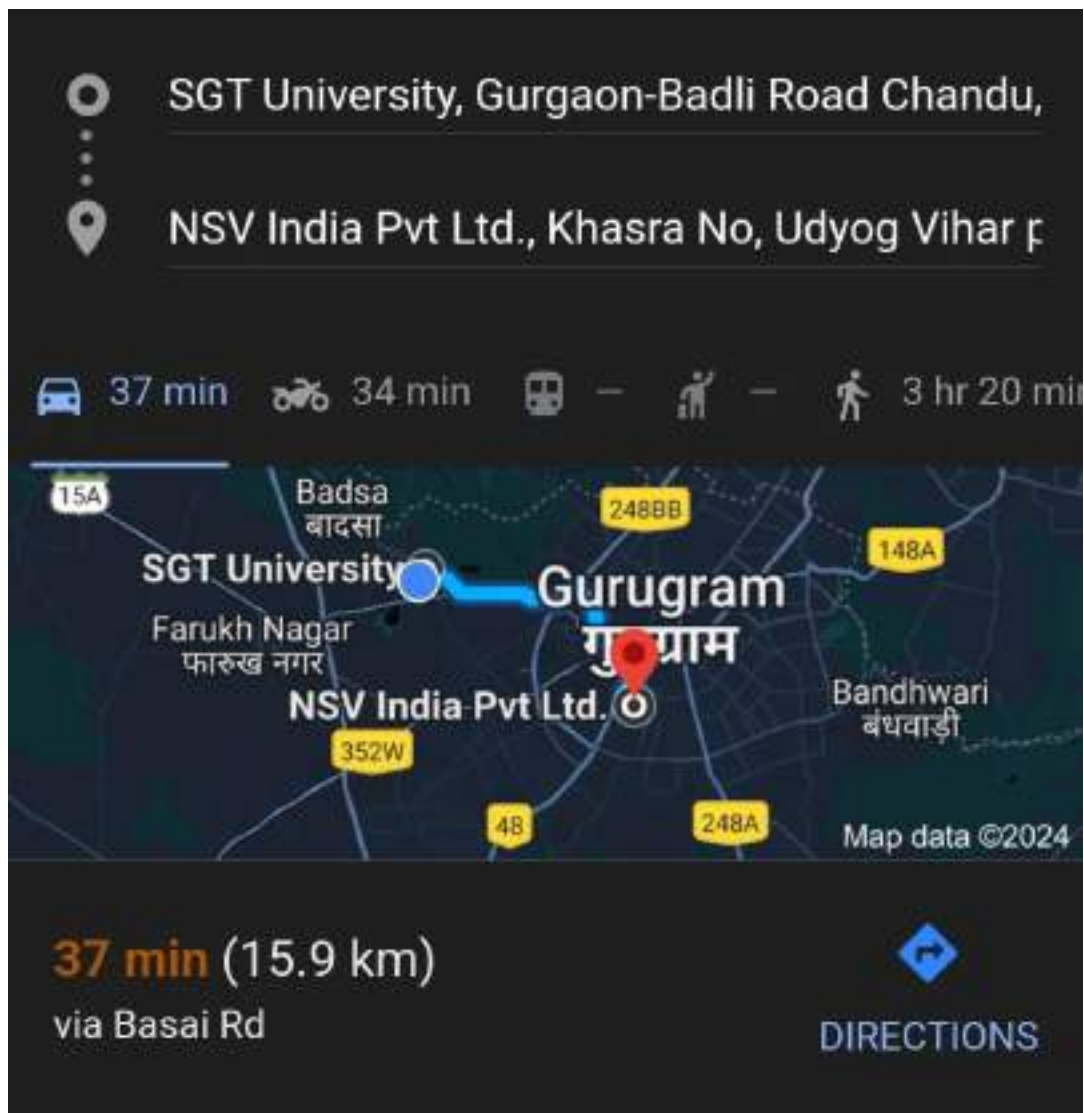 SGT University, Gurgaon-Badli Road Chandu,
NSV India Pvt Ltd., Khasra No, Udyog Vihar p
37 min 34 min – – 3 hr 20 min
15A
Badsa
बादसा
248BB
148A
SGT University
Gurugram
गु ग्राम
Farukh Nagar
फारुख नगर
NSV India Pvt Ltd.
Bandhwari
बंधवाड़ी
352W
48
248A
Map data ©2024
37 min (15.9 km)
via Basai Rd
DIRECTIONS